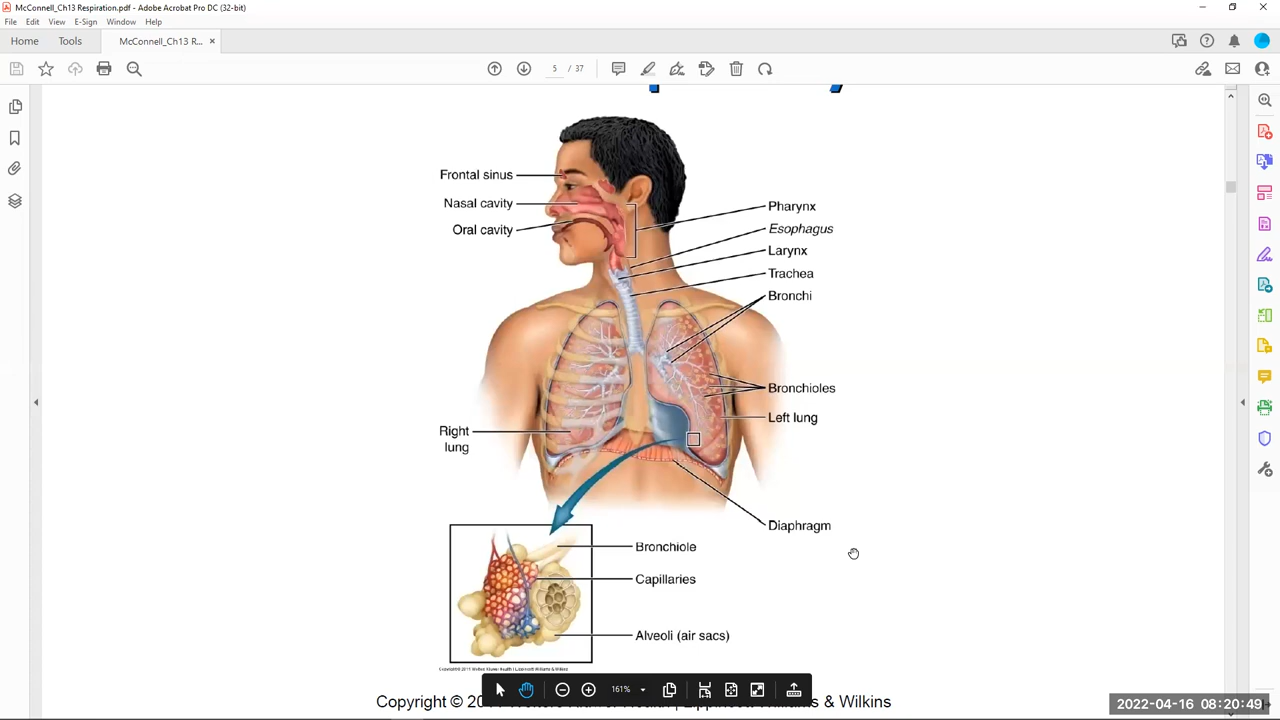 McConnell_Ch13 Respiration.pdf - Adobe Acrobat Pro DC (32-bit)
File Edit View E-Sign Window Help
Home Tools McConnell_Ch13 R... ×
5 / 37
Frontal sinus
Nasal cavity
Oral cavity
Pharynx
Esophagus
Larynx
Trachea
Bronchi
Bronchioles
Left lung
Right
lung
Diaphragm
Bronchiole
Capillaries
Alveoli (air sacs)
161%
Copyright © & Wilkins
2022-04-16 08:20:49